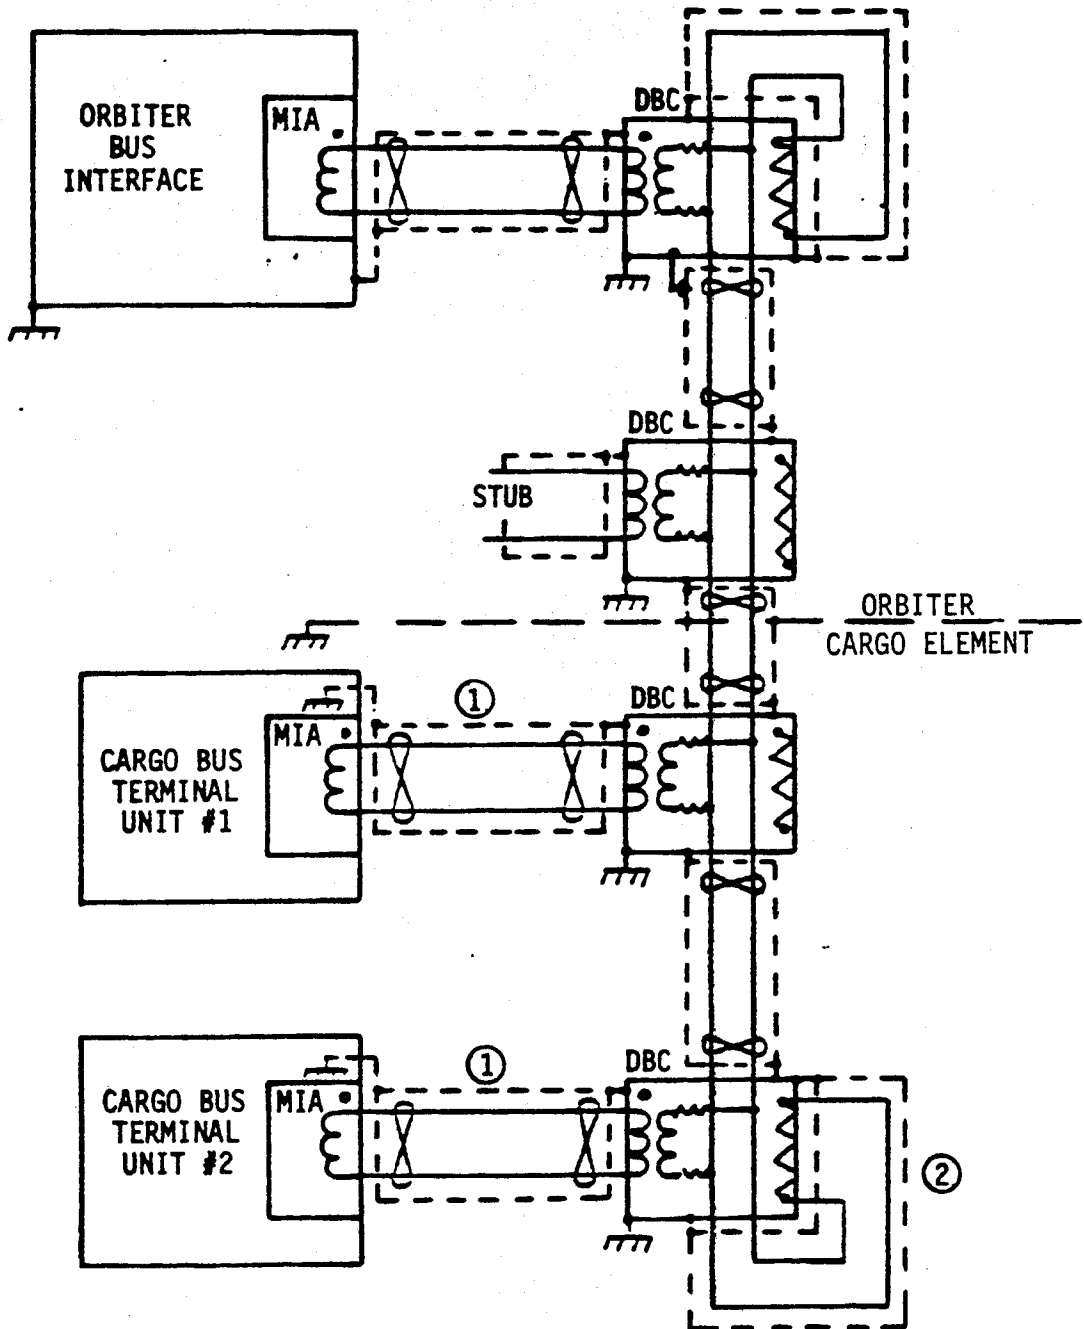 DBC
ORBITER
BUS
INTERFACE
MIA
DBC
STUB
ORBITER
CARGO ELEMENT
DBC
1
MIA
CARGO BUS
TERMINAL
UNIT #1
DBC
1
MIA
CARGO BUS
TERMINAL
UNIT #2
2